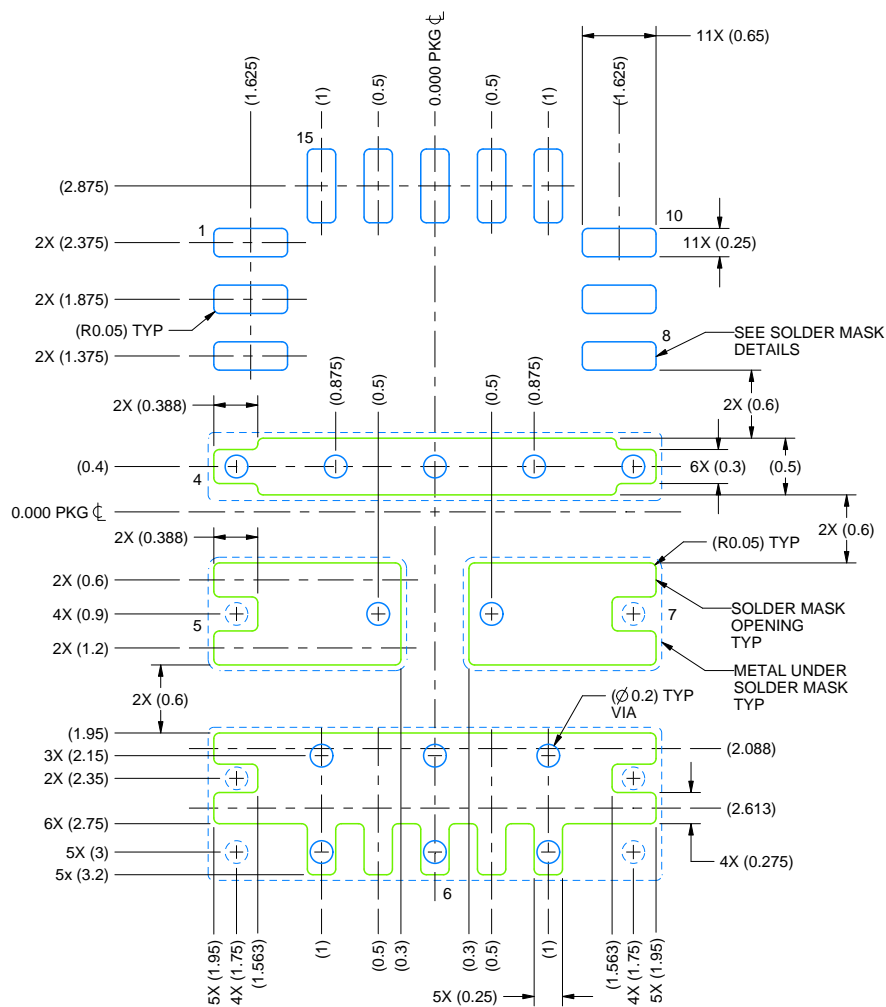 (1.625)
(1)
(0.5)
0.000 PKG ℄
(0.5)
(1)
(1.625)
11X (0.65)
15
(2.875)
1
10
2X (2.375)
11X (0.25)
2X (1.875)
(R0.05) TYP
8
SEE SOLDER MASK
DETAILS
2X (1.375)
(0.875)
(0.5)
(0.5)
(0.875)
2X (0.388)
2X (0.6)
(0.4)
4
6X (0.3)
(0.5)
0.000 PKG ℄
2X (0.388)
2X (0.6)
(R0.05) TYP
2X (0.6)
4X (0.9)
5
7
SOLDER MASK
OPENING
TYP
2X (1.2)
METAL UNDER
SOLDER MASK
TYP
2X (0.6)
(Ø 0.2) TYP
VIA
(1.95)
3X (2.15)
(2.088)
2X (2.35)
(2.613)
6X (2.75)
5X (3)
4X (0.275)
5x (3.2)
6
5X (1.95)
4X (1.75)
(1.563)
(1)
(0.5)
(0.3)
(0.3)
(0.5)
(1)
(1.563)
4X (1.75)
5X (1.95)
5X (0.25)